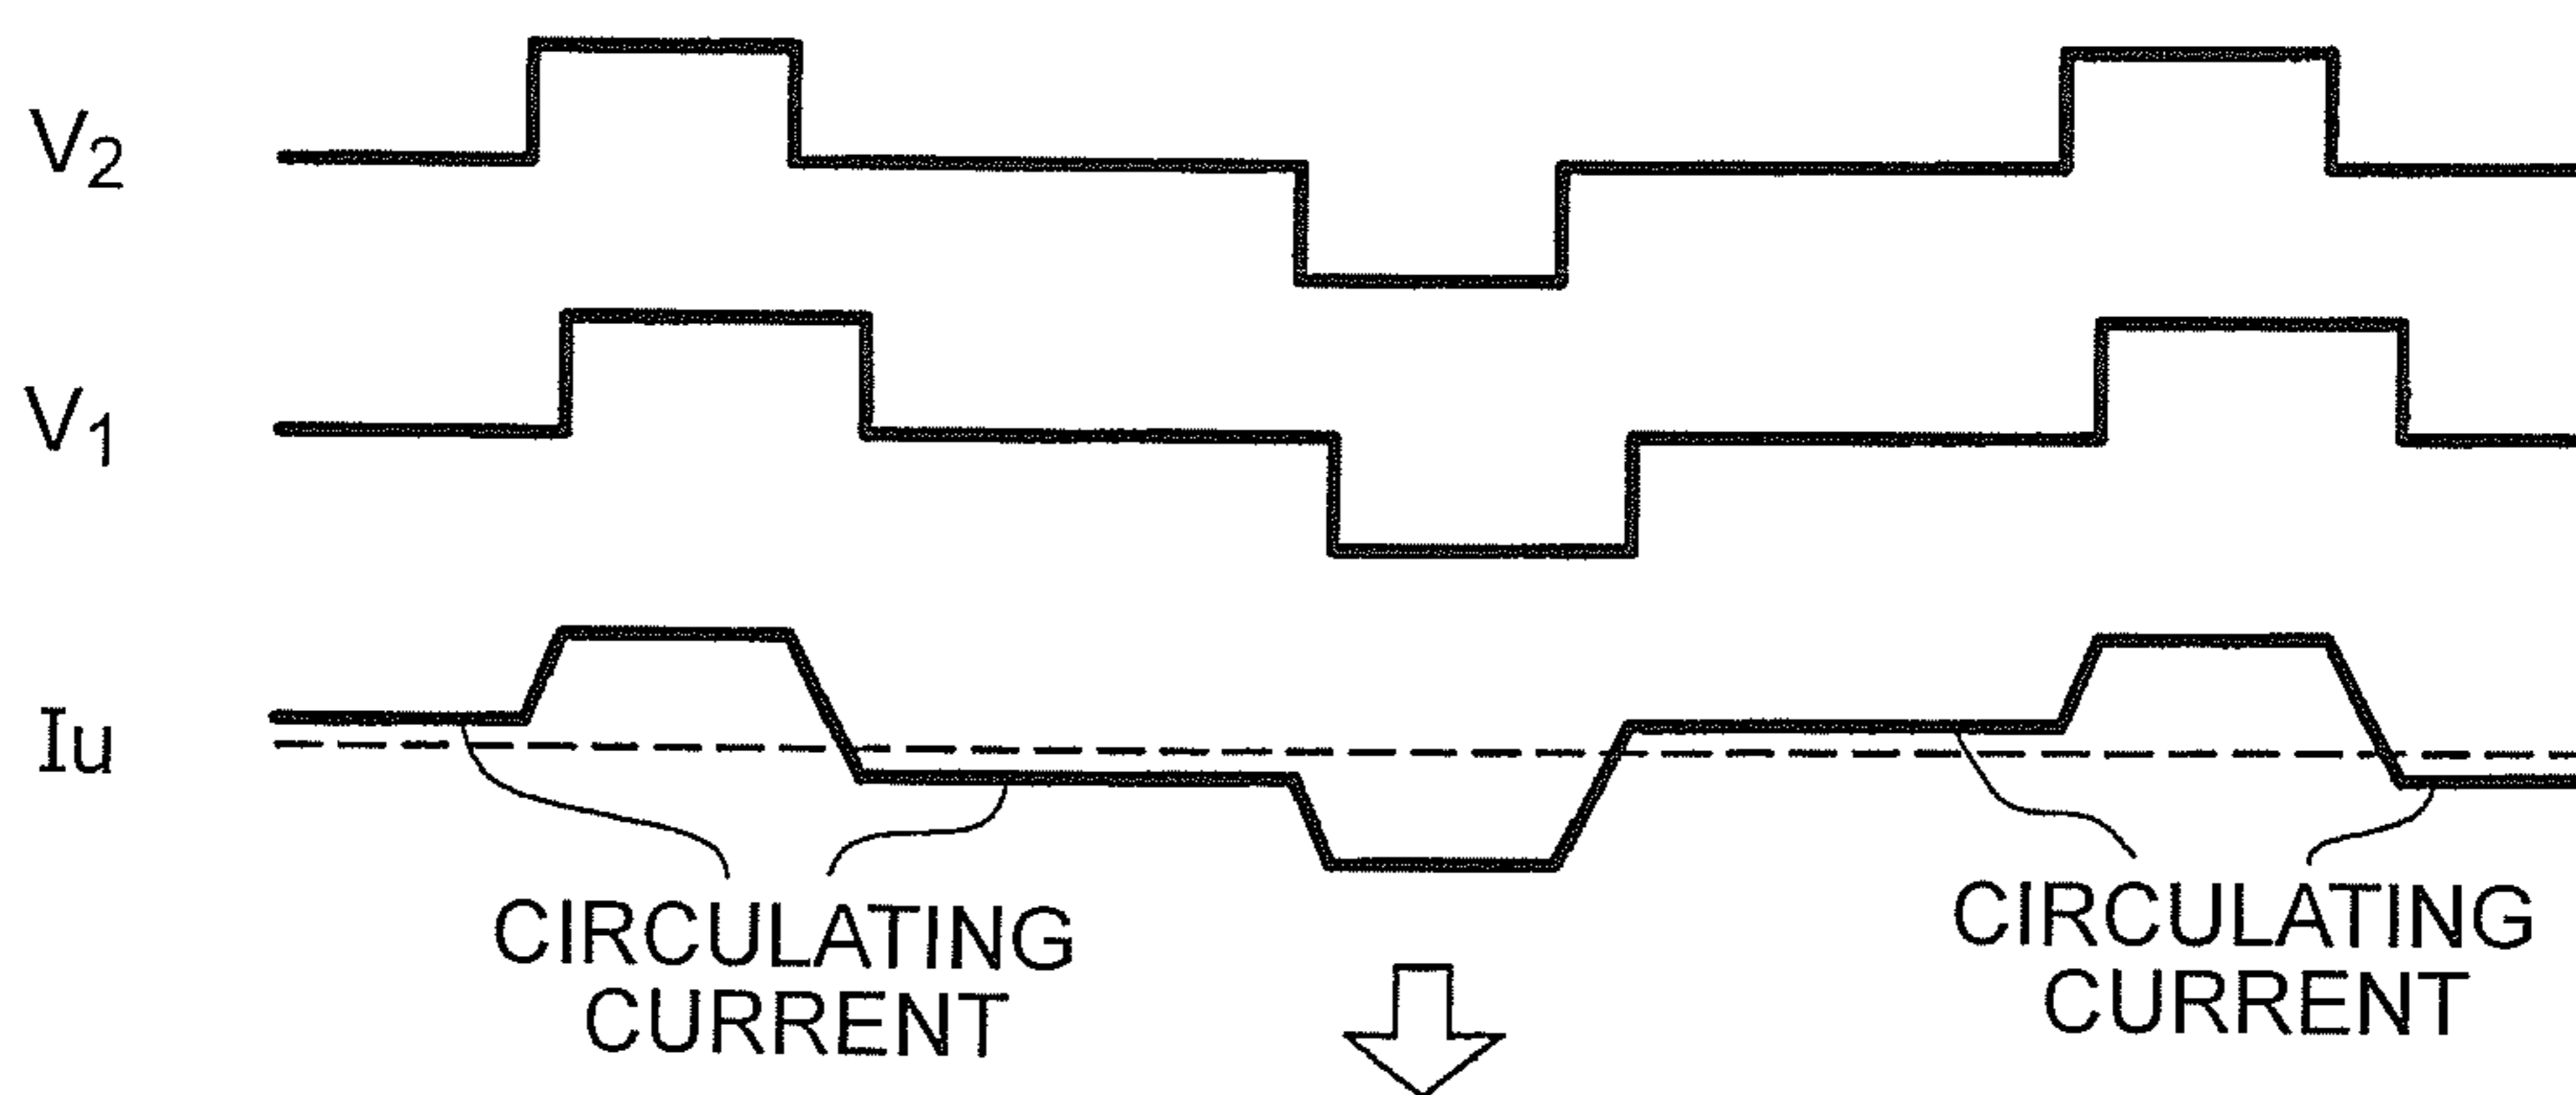 V2
V1
Iu
CIRCULATING
CURRENT
CIRCULATING
CURRENT